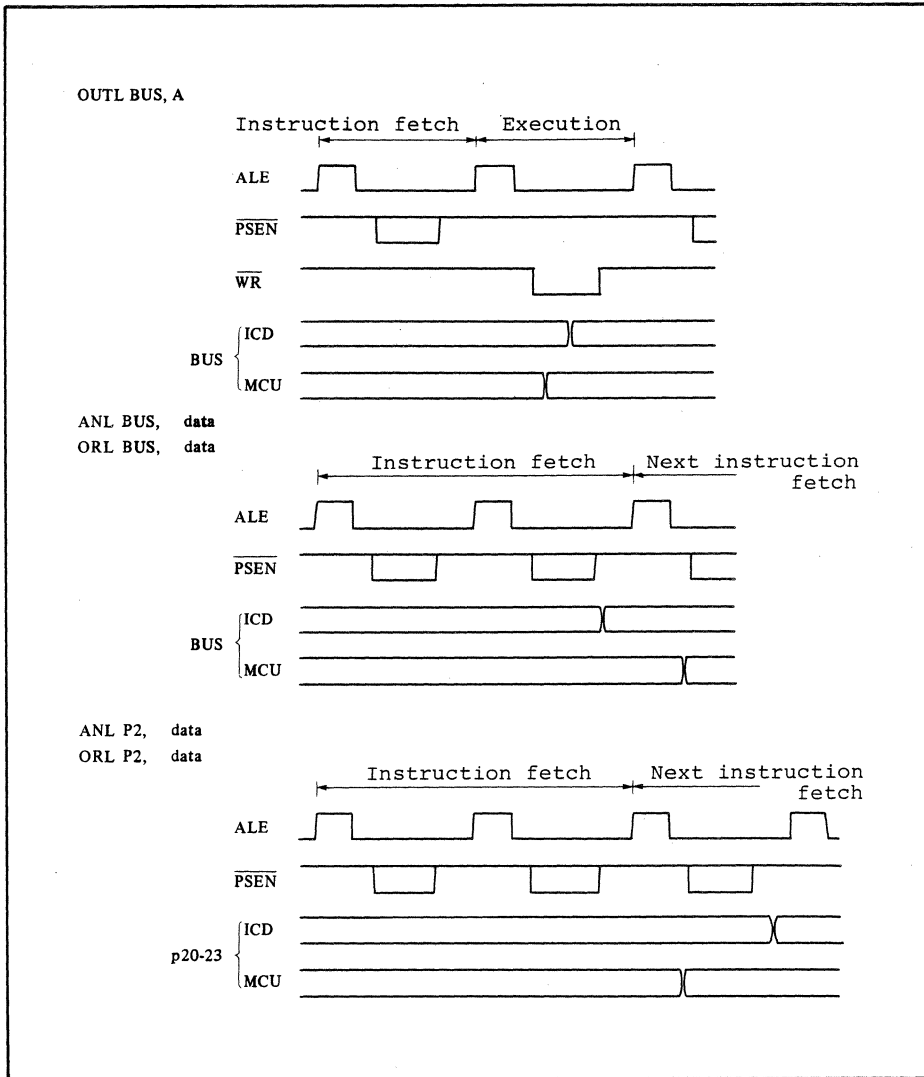 OUTL BUS, A
Instruction fetch Execution
ALE
PSEN
WR
ICD
BUS
MCU
ANL BUS, data
ORL BUS, data
Instruction fetch Next instruction
fetch
ALE
PSEN
ICD
BUS
MCU
ANL P2, data
ORL P2, data
Instruction fetch Next instruction
fetch
ALE
PSEN
ICD
p20-23
MCU